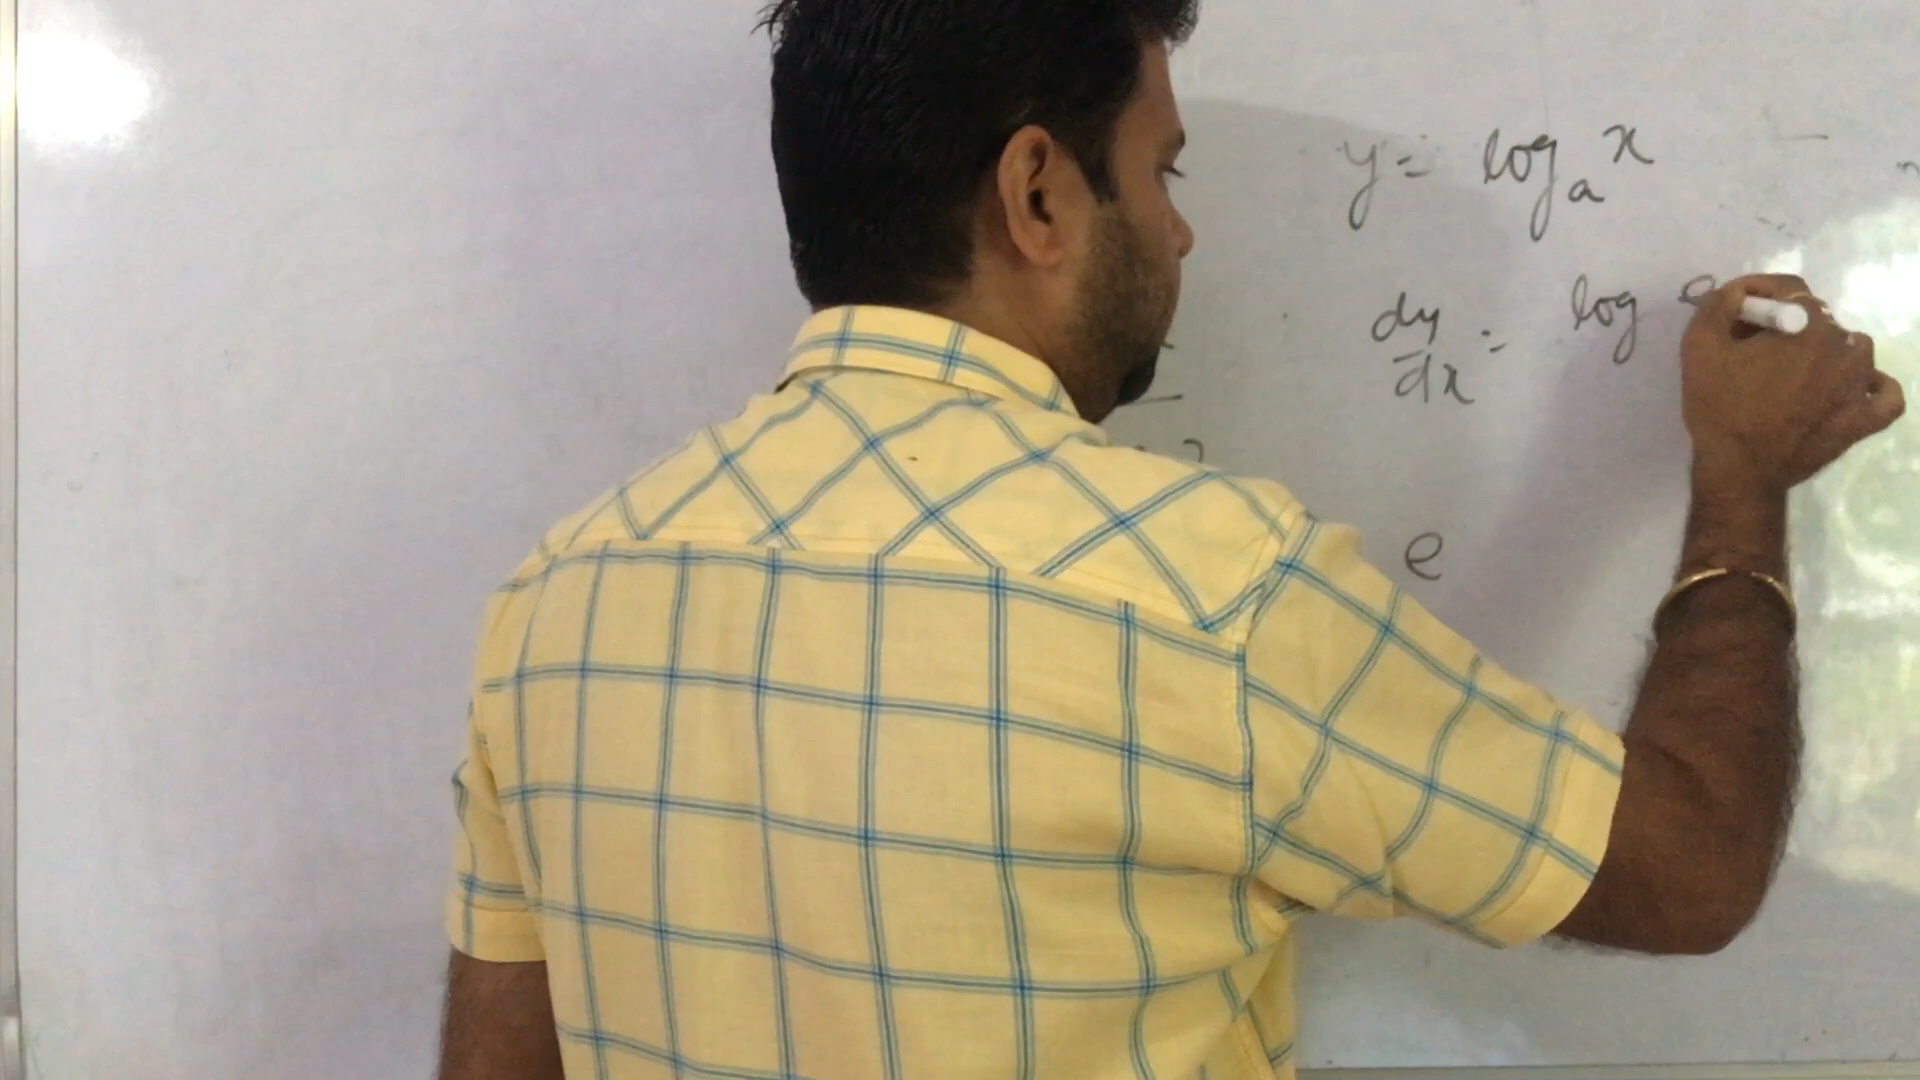 y = log_a x
dy/dx = log e
e